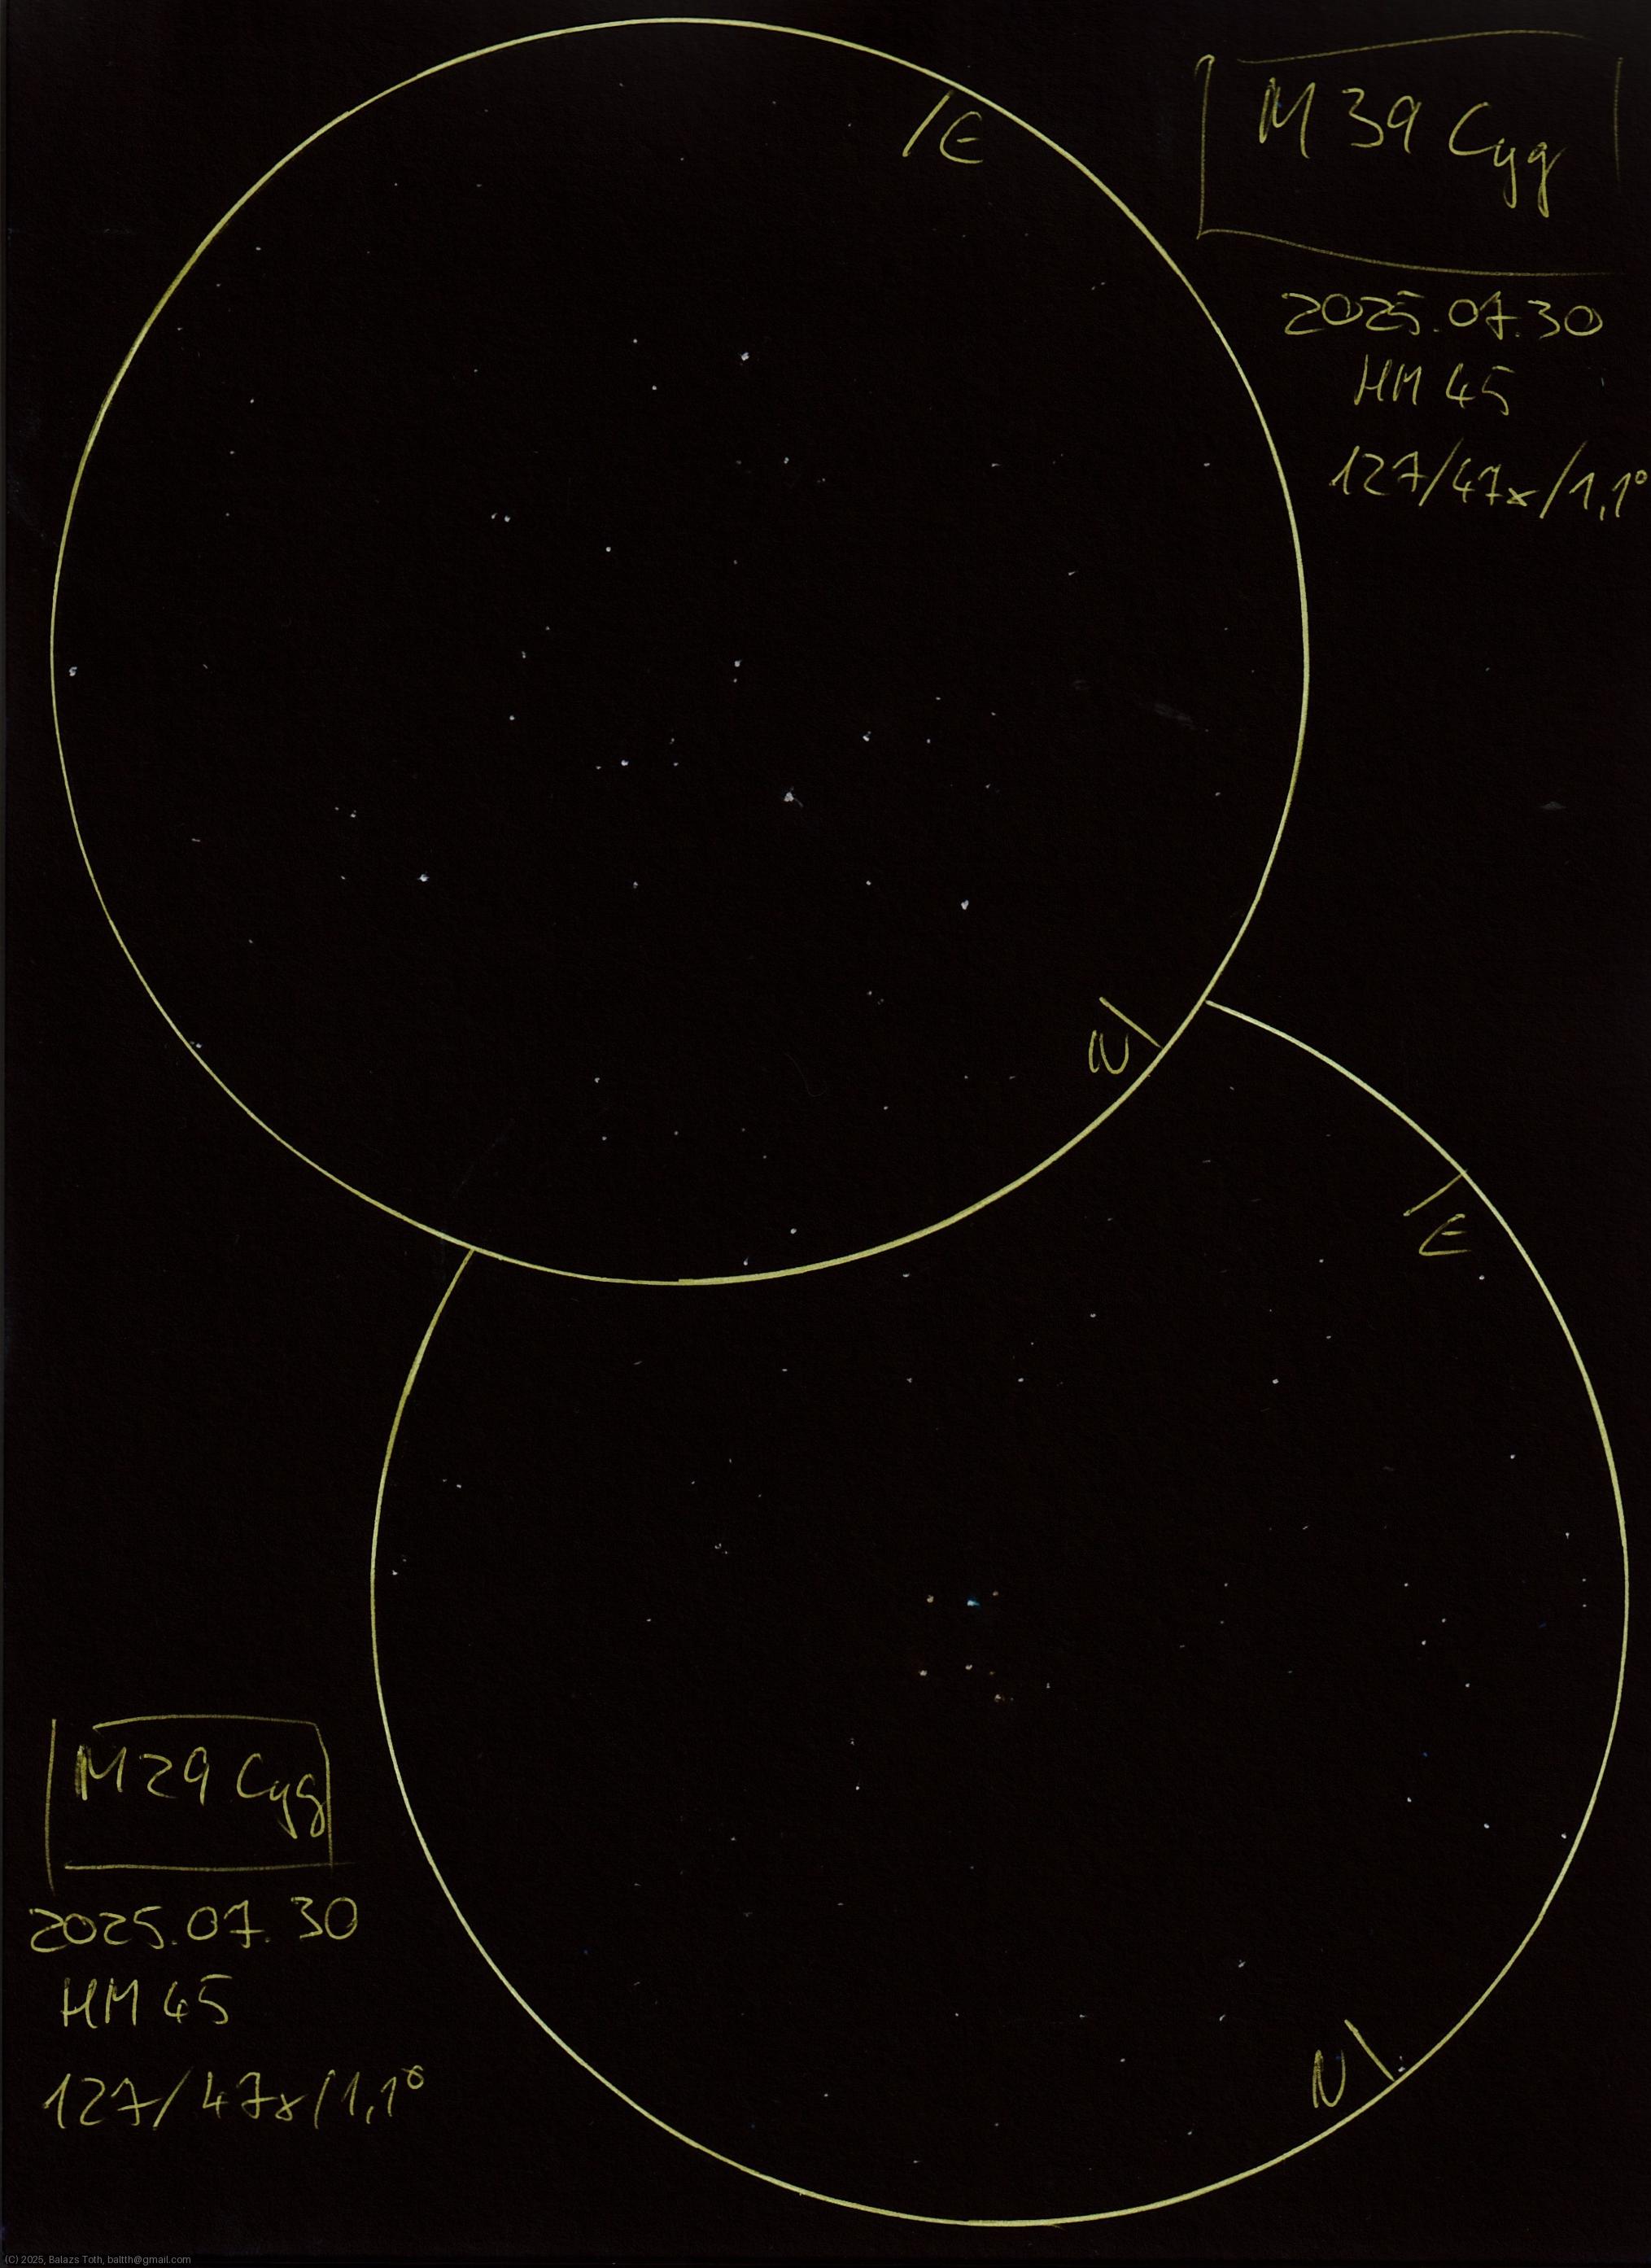 E
M 39 Cyg
2025.07.30
HM 45
127/47x/1,1°
N
E
M 29 Cyg
2025.07.30
HM 45
127/47x/1,1°
N
(C) 2025, Balazs Toth, baltth@gmail.com